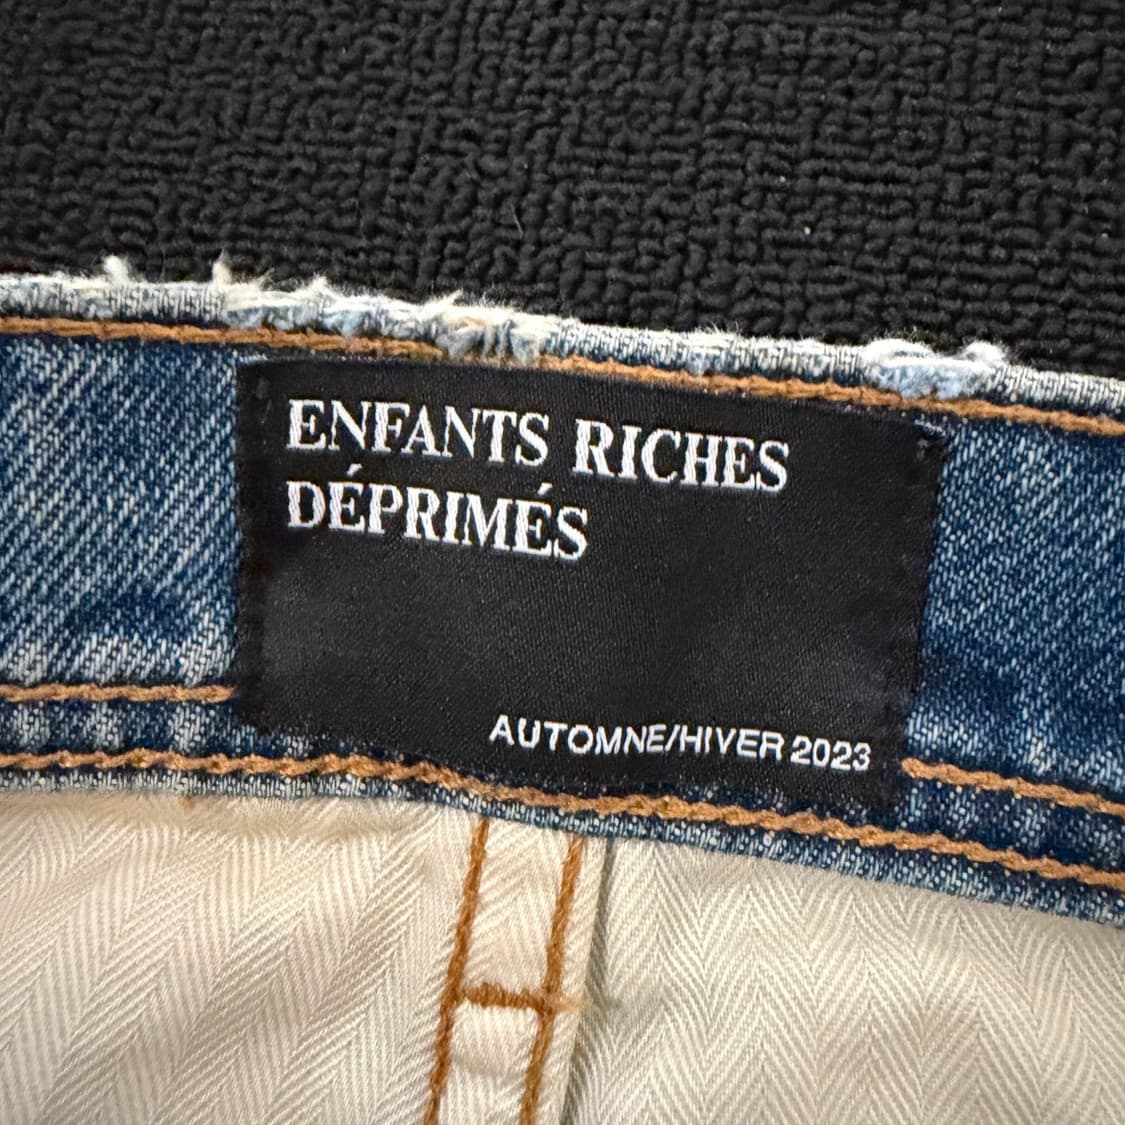 ENFANTS RICHES
DÉPRIMÉS
AUTOMNE/HIVER 2023